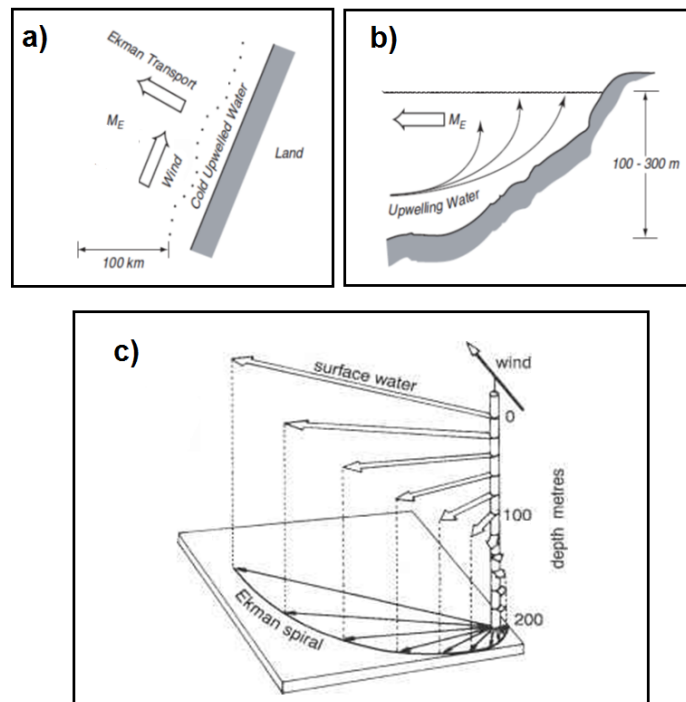 a)
Ekman Transport
M_E
Wind
Cold Upwelled Water
Land
100 km
b)
M_E
Upwelling Water
100 - 300 m
c)
wind
surface water
0
100
depth metres
200
Ekman spiral